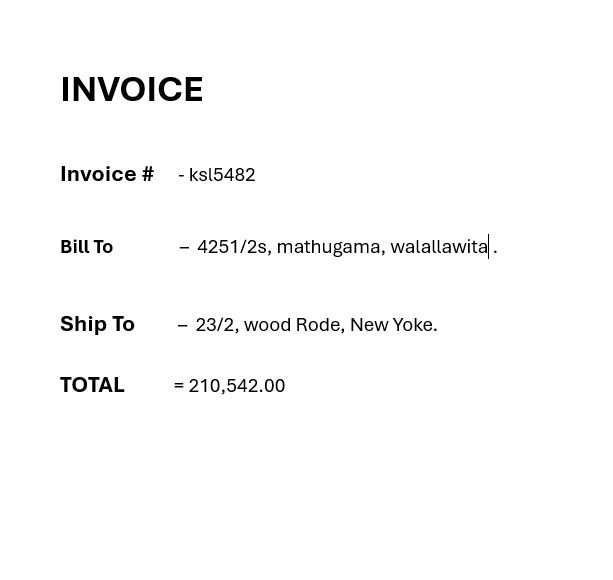 INVOICE
Invoice # - ksl5482
Bill To – 4251/2s, mathugama, walallawita .
Ship To – 23/2, wood Rode, New Yoke.
TOTAL = 210,542.00